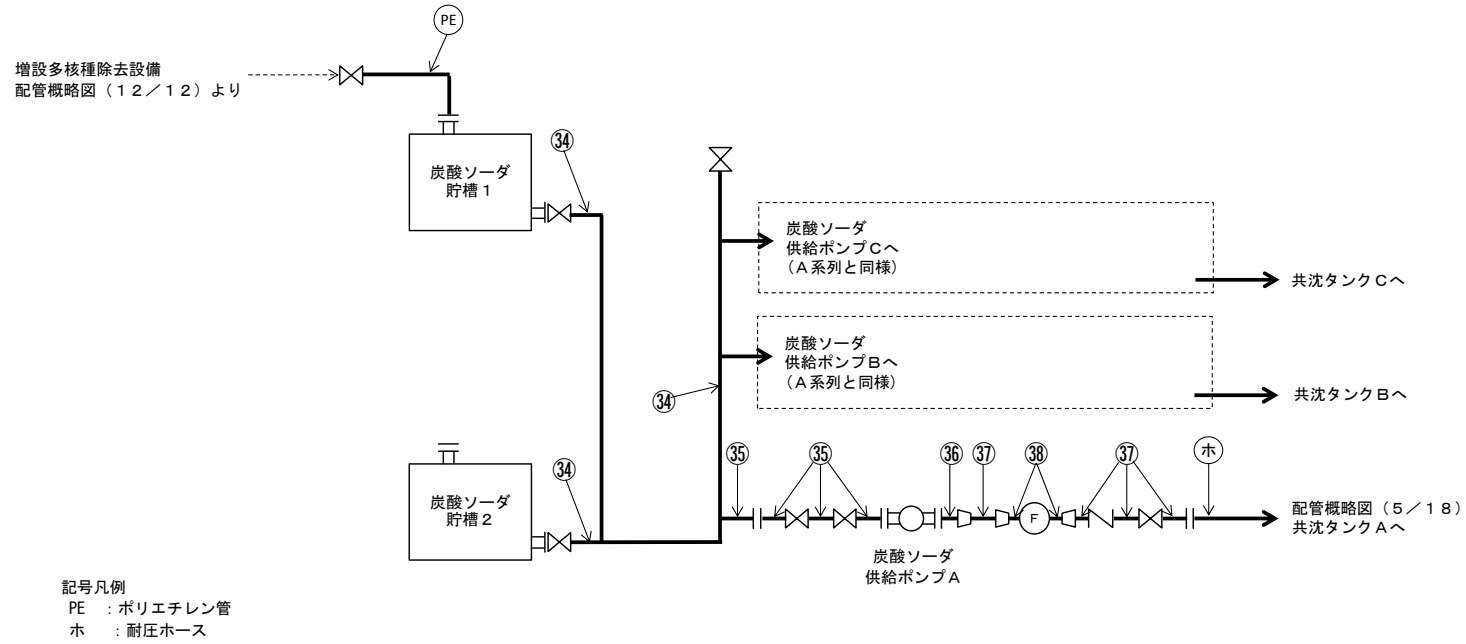 PE
増設多核種除去設備
配管概略図（１２／１２）より
炭酸ソーダ
貯槽１
㉞
炭酸ソーダ
供給ポンプＣへ
（Ａ系列と同様）
共沈タンクＣへ
炭酸ソーダ
供給ポンプＢへ
（Ａ系列と同様）
共沈タンクＢへ
㉞
㉟ ㉟ ㊱ ㊲ ㊳ ㊲ ホ
㉞
炭酸ソーダ
貯槽２
F
配管概略図（５／１８）
共沈タンクＡへ
炭酸ソーダ
供給ポンプＡ
記号凡例
PE ：ポリエチレン管
ホ ：耐圧ホース